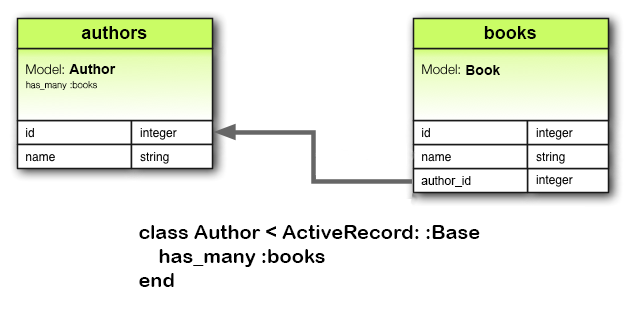 authors
Model: Author
has_many :books
id integer
name string
books
Model: Book
id integer
name string
author_id integer
class Author < ActiveRecord: :Base
has_many :books
end